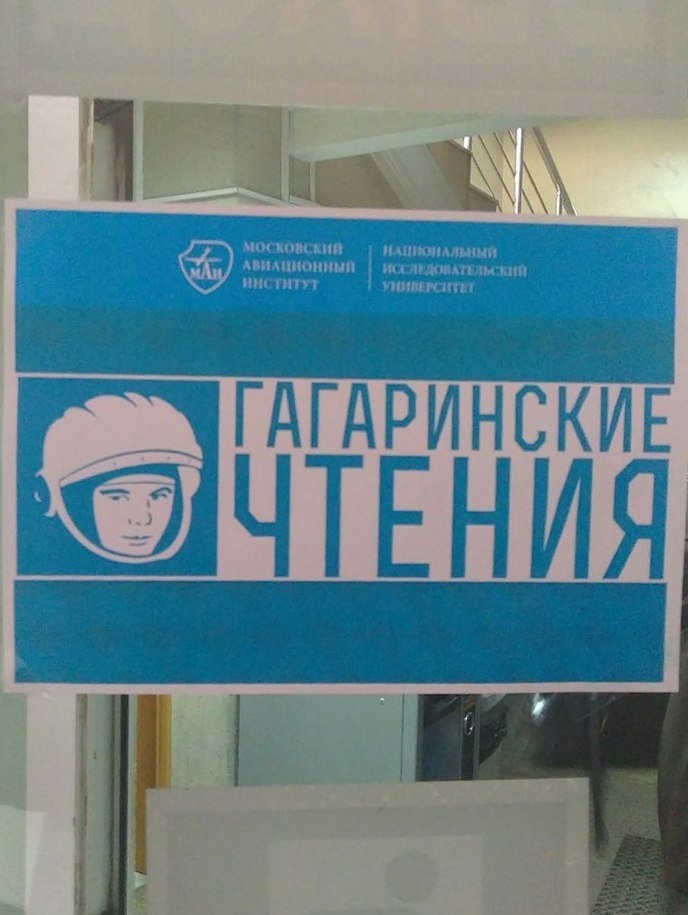 МАИ
МОСКОВСКИЙ
АВИАЦИОННЫЙ
ИНСТИТУТ
НАЦИОНАЛЬНЫЙ
ИССЛЕДОВАТЕЛЬСКИЙ
УНИВЕРСИТЕТ
ГАГАРИНСКИЕ
ЧТЕНИЯ